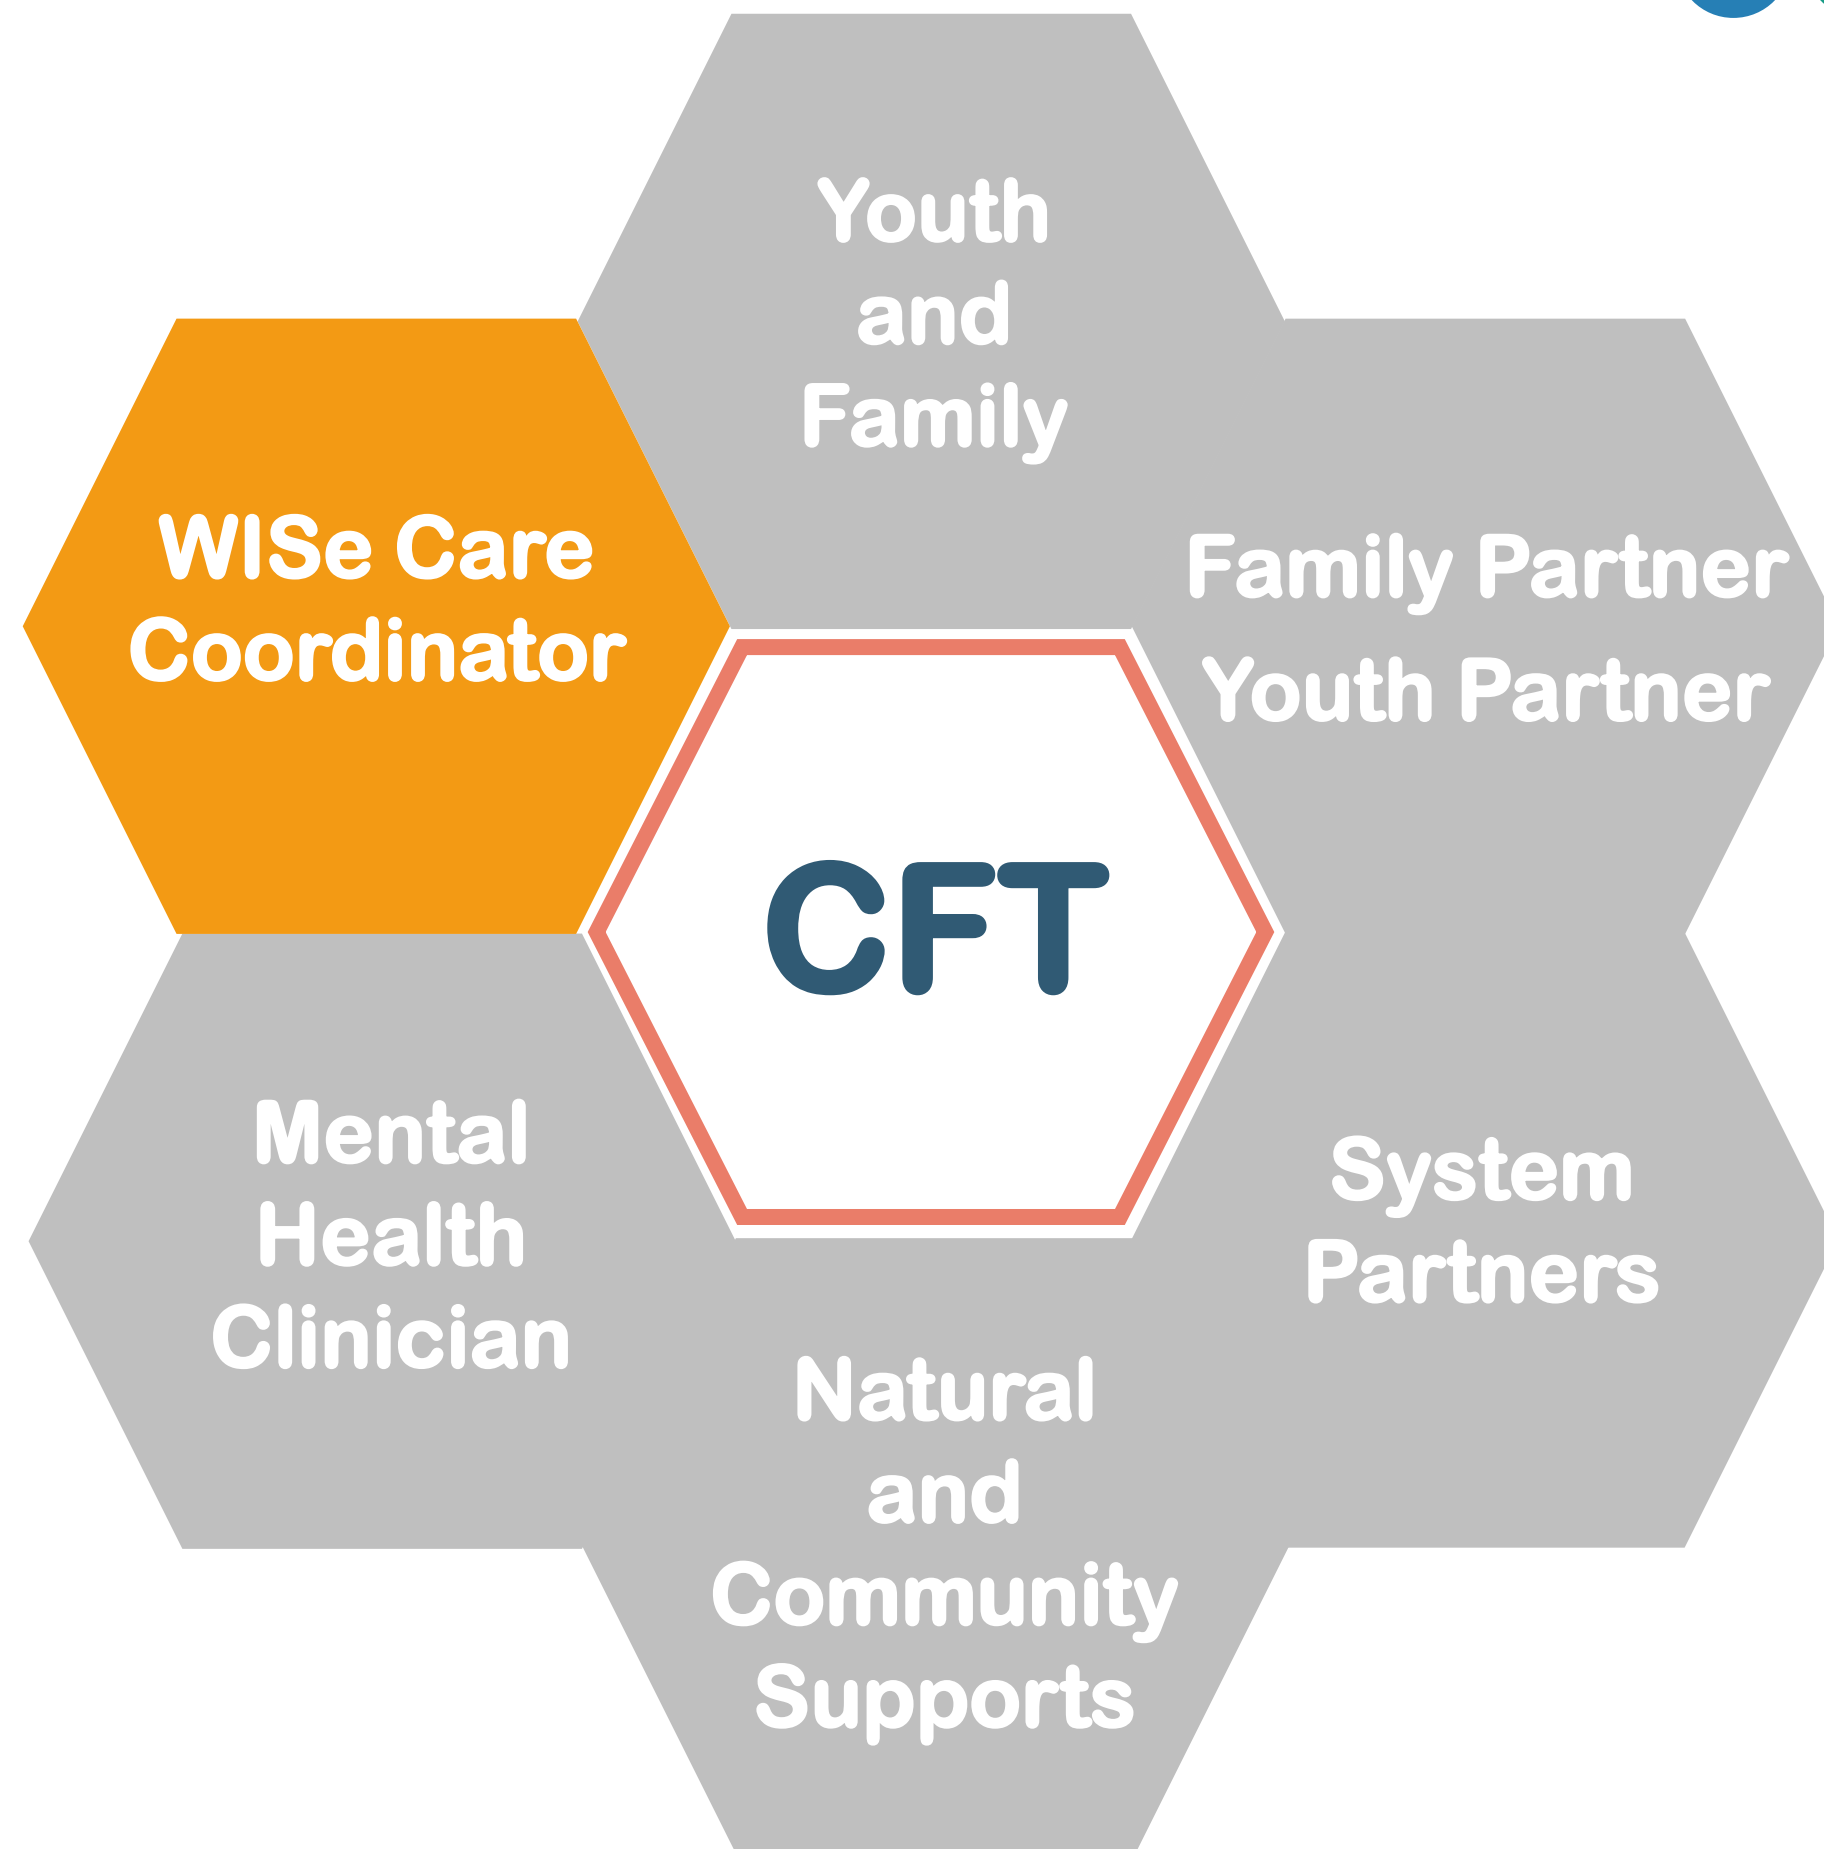 Youth
and
Family
WISe Care
Coordinator
Family Partner
Youth Partner
CFT
Mental
Health
Clinician
System
Partners
Natural
and
Community
Supports